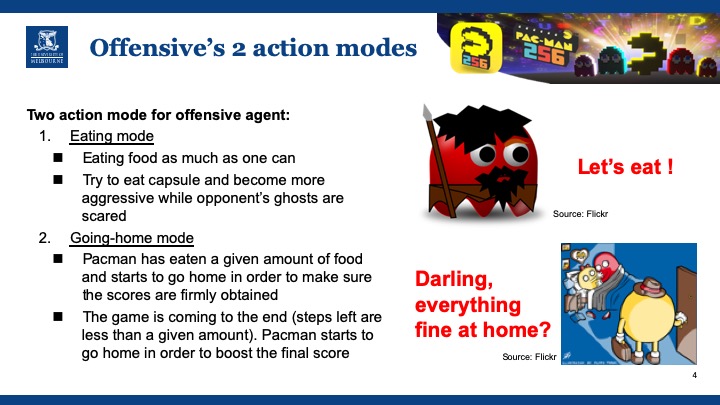 THE UNIVERSITY OF
MELBOURNE
Offensive's 2 action modes
256
PAC-MAN
256
Two action mode for offensive agent:
1. Eating mode
■ Eating food as much as one can
■ Try to eat capsule and become more
aggressive while opponent's ghosts are
scared
2. Going-home mode
■ Pacman has eaten a given amount of food
and starts to go home in order to make sure
the scores are firmly obtained
■ The game is coming to the end (steps left are
less than a given amount). Pacman starts to
go home in order to boost the final score
Let's eat !
Source: Flickr
Darling,
everything
fine at home?
Source: Flickr
4